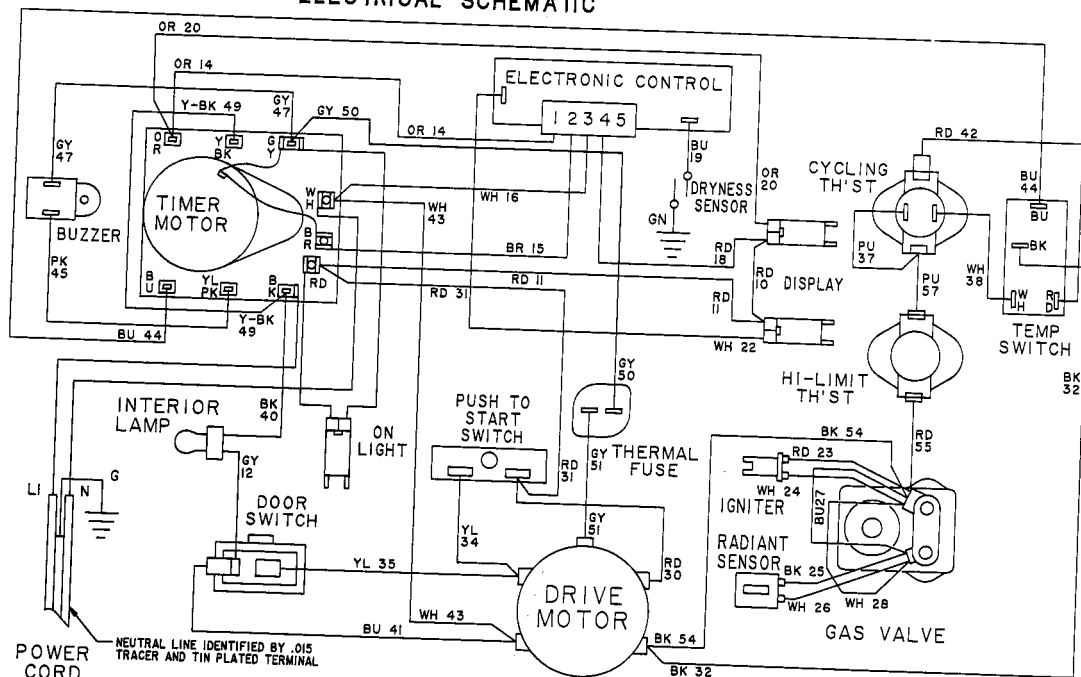 ELECTRICAL SCHEMATIC
OR 20
OR 14
Y-BK 49
GY
47
GY 50
OR 14
ELECTRONIC CONTROL
1 2 3 4 5
BU
19
DRYNESS
SENSOR
GN
OR
20
RD 42
CYCLING
TH'ST
BU
44
BU
BK
W
H
R
D
TEMP
SWITCH
GY
47
BUZZER
PK
45
TIMER
MOTOR
O
R
Y
BK
G
Y
W
H
B
R
RD
B
U
YL
PK
B
K
WH
43
WH 16
BR 15
RD 31
RD 11
RD
18
RD
10
RD
11
DISPLAY
WH 22
PU
37
PU
57
WH
38
BU 44
Y-BK
49
HI-LIMIT
TH'ST
BK
32
INTERIOR
LAMP
BK
40
ON
LIGHT
GY
12
PUSH TO
START
SWITCH
RD
31
GY
50
THERMAL
FUSE
GY
51
GY
51
BK 54
RD 23
WH 24
IGNITER
BU27
RD
55
LI
N
G
DOOR
SWITCH
YL
34
YL 35
RD
30
RADIANT
SENSOR
BK 25
WH 26
WH 28
GAS VALVE
DRIVE
MOTOR
WH 43
BU 41
BK 54
BK 32
POWER
CORD
NEUTRAL LINE IDENTIFIED BY .015
TRACER AND TIN PLATED TERMINAL